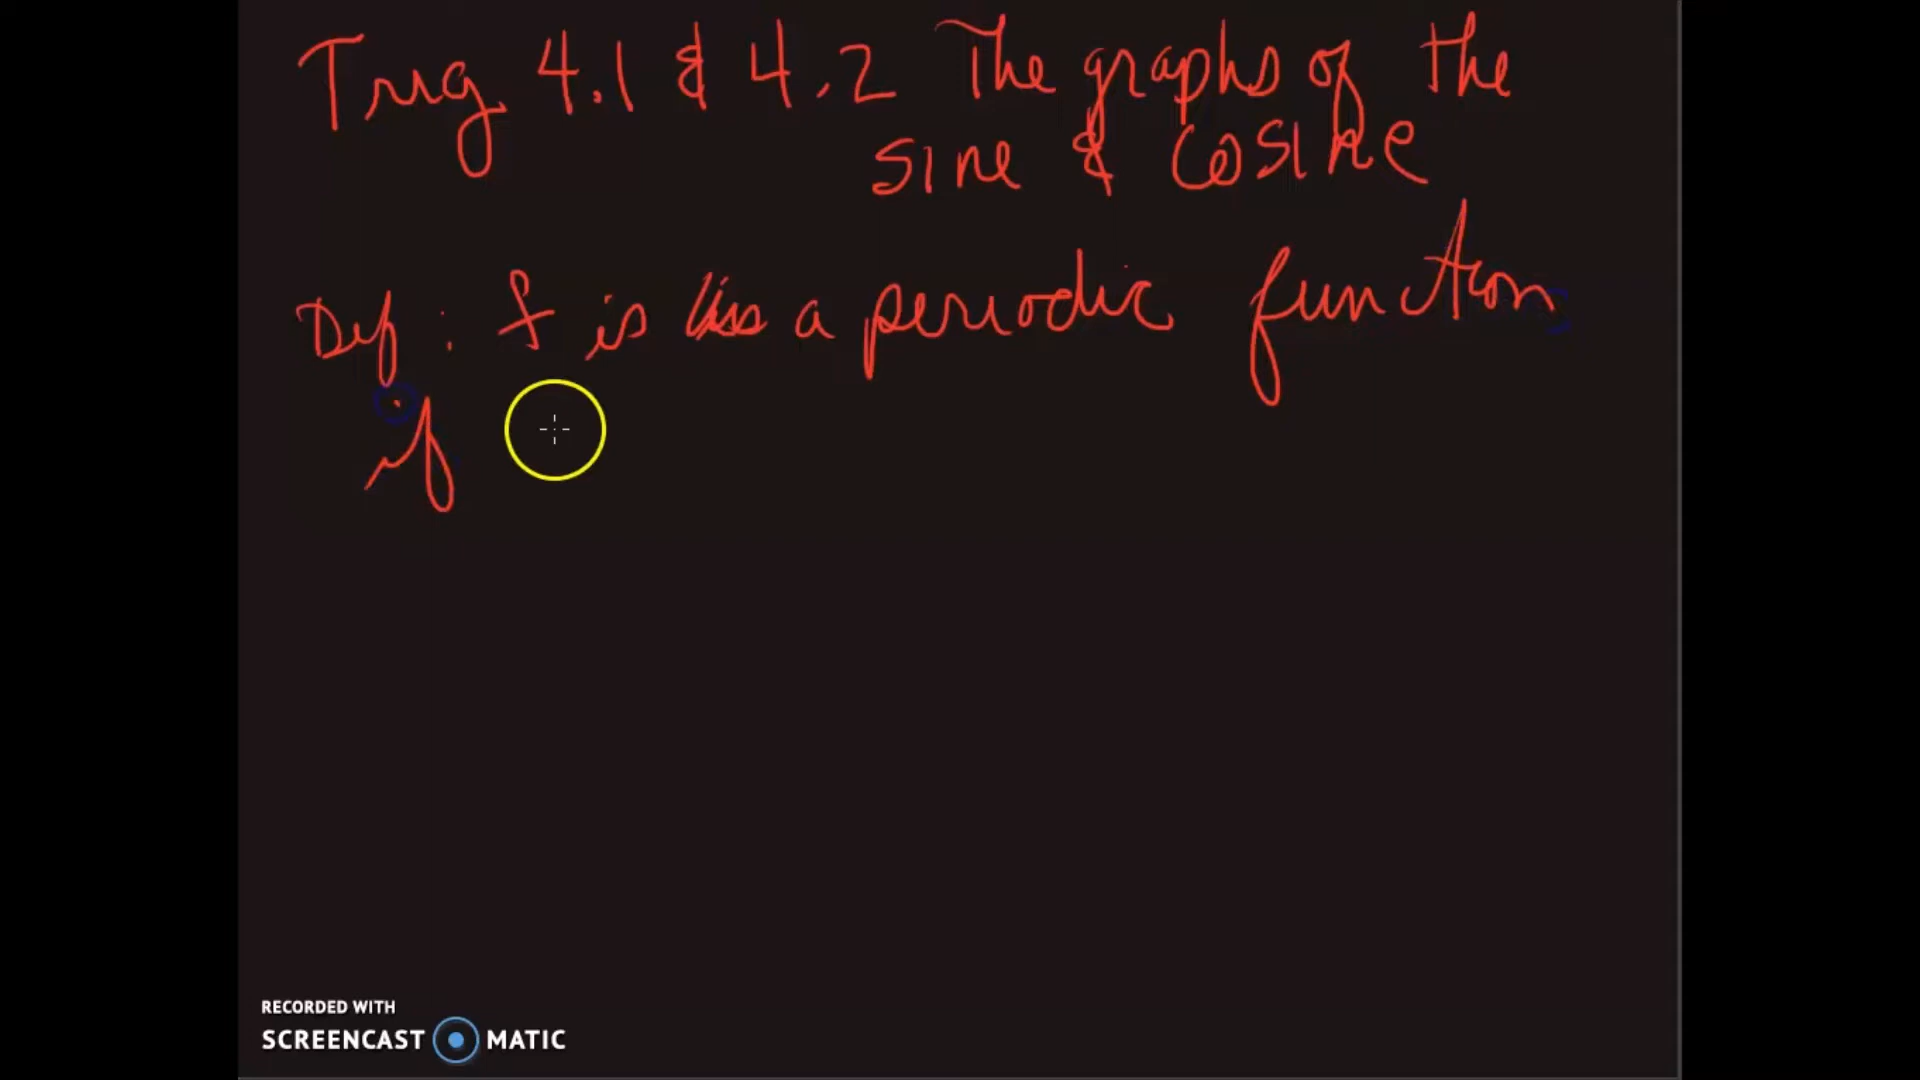 Trig 4.1 & 4.2 The graphs of the
sine & cosine
Def : f is a periodic function
if
RECORDED WITH
SCREENCAST MATIC